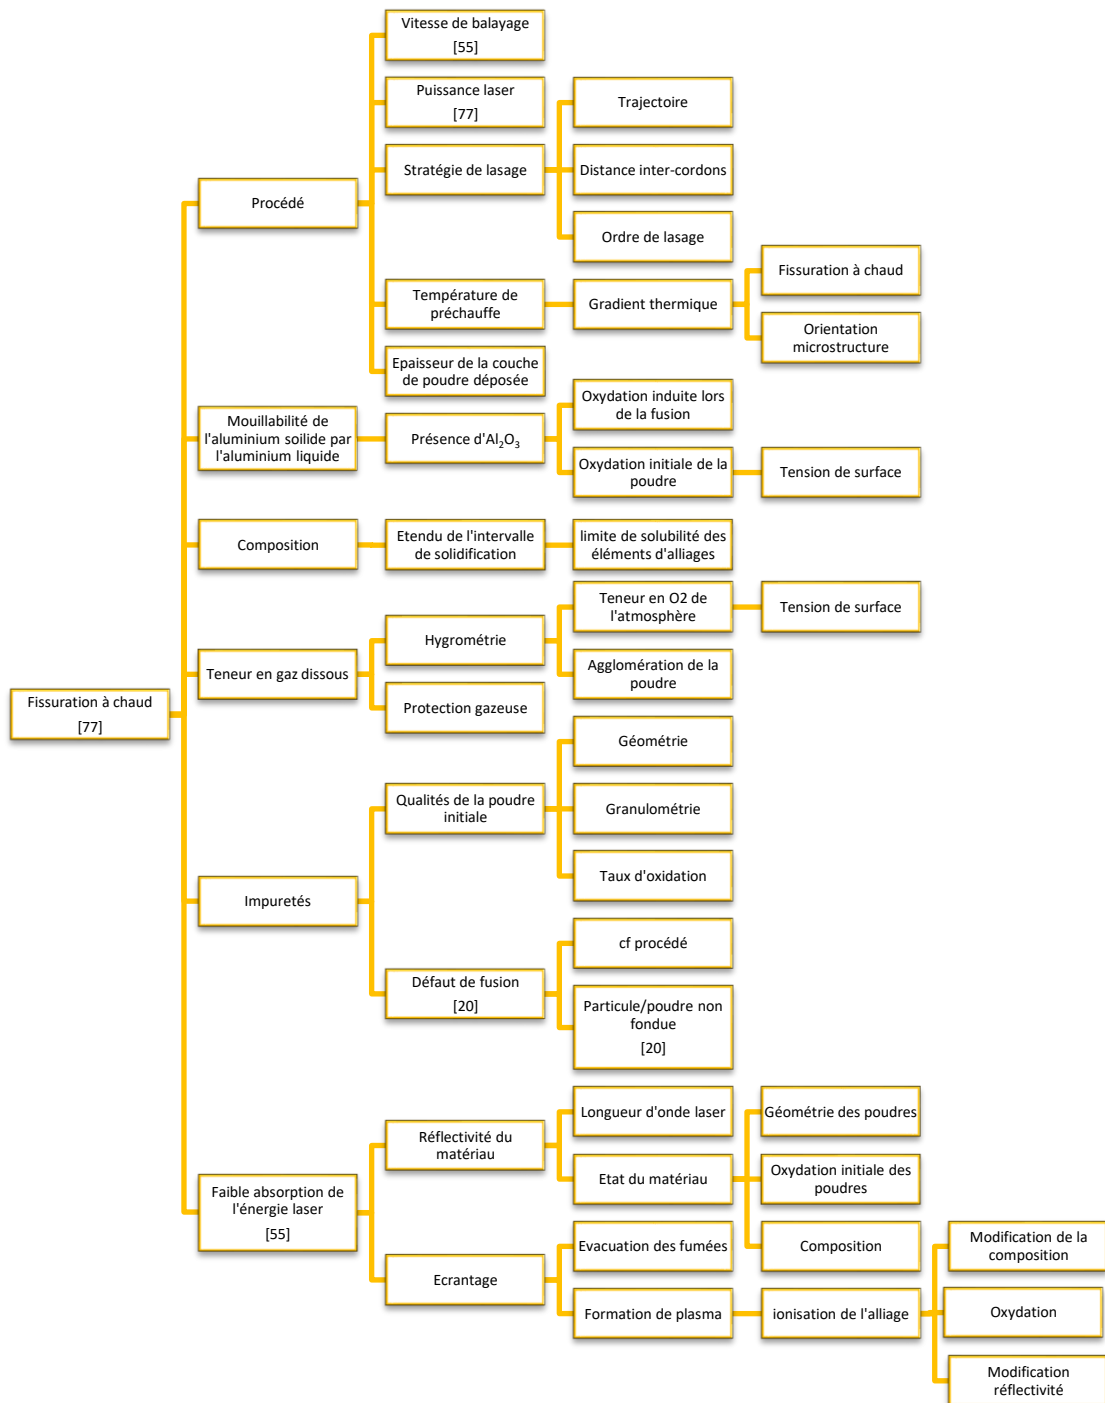 Vitesse de balayage
[55]
Puissance laser
[77]
Trajectoire
Stratégie de lasage
Distance inter-cordons
Procédé
Ordre de lasage
Fissuration à chaud
Température de
préchauffe
Gradient thermique
Orientation
microstructure
Epaisseur de la couche
de poudre déposée
Oxydation induite lors
de la fusion
Mouillabilité de
l'aluminium soilide par
l'aluminium liquide
Présence d'Al₂O₃
Oxydation initiale de la
poudre
Tension de surface
Composition
Etendu de l'intervalle
de solidification
limite de solubilité des
éléments d'alliages
Teneur en O2 de
l'atmosphère
Tension de surface
Hygrométrie
Teneur en gaz dissous
Agglomération de la
poudre
Fissuration à chaud
[77]
Protection gazeuse
Géométrie
Qualités de la poudre
initiale
Granulométrie
Taux d'oxidation
Impuretés
cf procédé
Défaut de fusion
[20]
Particule/poudre non
fondue
[20]
Longueur d'onde laser
Géométrie des poudres
Réflectivité du
matériau
Etat du matériau
Oxydation initiale des
poudres
Faible absorption de
l'énergie laser
[55]
Evacuation des fumées
Composition
Modification de la
composition
Ecrantage
Formation de plasma
ionisation de l'alliage
Oxydation
Modification
réflectivité